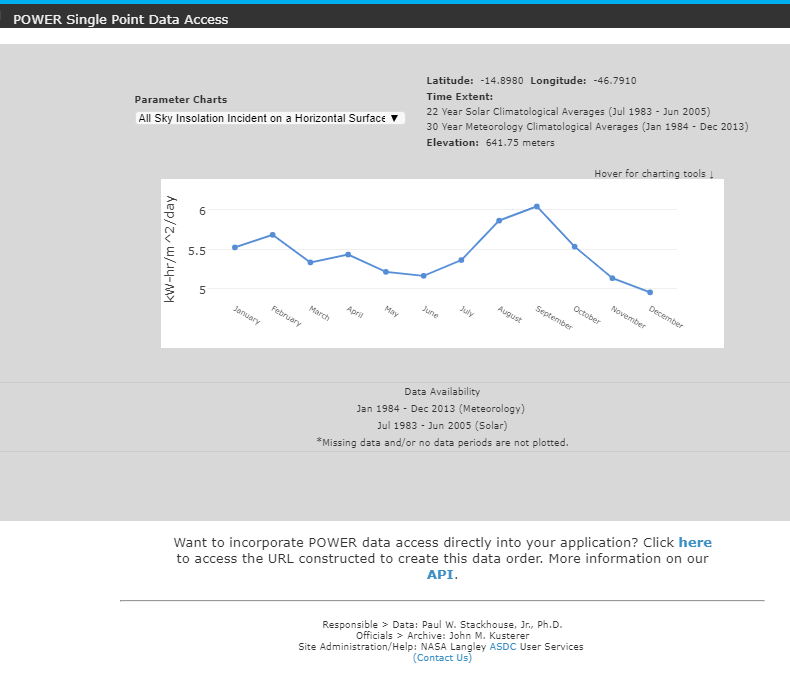 POWER Single Point Data Access
Latitude: -14.8980 Longitude: -46.7910
Parameter Charts
Time Extent:
All Sky Insolation Incident on a Horizontal Surface ▼
22 Year Solar Climatological Averages (Jul 1983 - Jun 2005)
30 Year Meteorology Climatological Averages (Jan 1984 - Dec 2013)
Elevation: 641.75 meters
Hover for charting tools ↓
kW-hr/m ^2/day
6
5.5
5
January
February
March
April
May
June
July
August
September
October
November
December
Data Availability
Jan 1984 - Dec 2013 (Meteorology)
Jul 1983 - Jun 2005 (Solar)
*Missing data and/or no data periods are not plotted.
Want to incorporate POWER data access directly into your application? Click here
to access the URL constructed to create this data order. More information on our
API.
Responsible > Data: Paul W. Stackhouse, Jr., Ph.D.
Officials > Archive: John M. Kusterer
Site Administration/Help: NASA Langley ASDC User Services
(Contact Us)